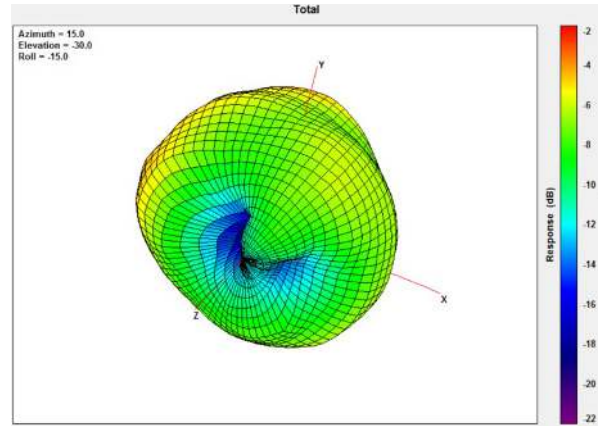 Total
Azimuth = 15.0
Elevation = -30.0
Roll = -15.0
Y
X
Z
-2
-4
-6
-8
-10
-12
-14
-16
-18
-20
-22
Response (dB)